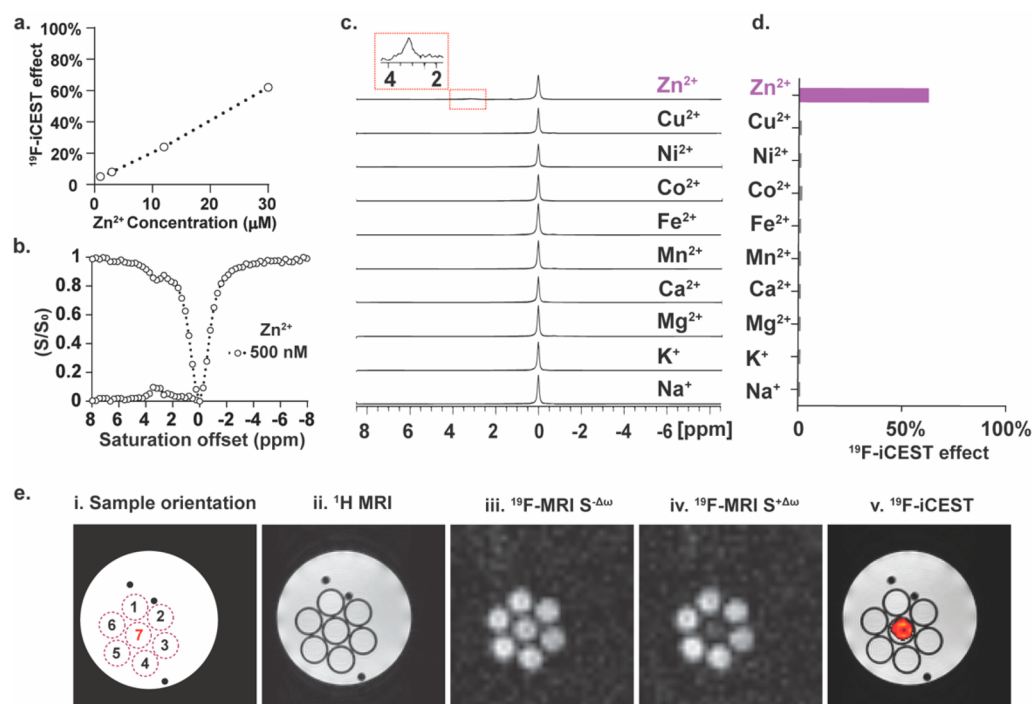 a.
100%
80%
60%
40%
20%
0
¹⁹F-iCEST effect
0 10 20 30
Zn²⁺ Concentration (μM)
b.
1
0.8
0.6
0.4
0.2
0
(S/S₀)
Zn²⁺
500 nM
8 6 4 2 0 -2 -4 -6 -8
Saturation offset (ppm)
c.
4 2
Zn²⁺
Cu²⁺
Ni²⁺
Co²⁺
Fe²⁺
Mn²⁺
Ca²⁺
Mg²⁺
K⁺
Na⁺
8 6 4 2 0 -2 -4 -6 [ppm]
d.
Zn²⁺
Cu²⁺
Ni²⁺
Co²⁺
Fe²⁺
Mn²⁺
Ca²⁺
Mg²⁺
K⁺
Na⁺
0 50% 100%
¹⁹F-iCEST effect
e.
i. Sample orientation
1
2
6
7
3
5
4
ii. ¹H MRI
iii. ¹⁹F-MRI S⁻Δω
iv. ¹⁹F-MRI S⁺Δω
v. ¹⁹F-iCEST